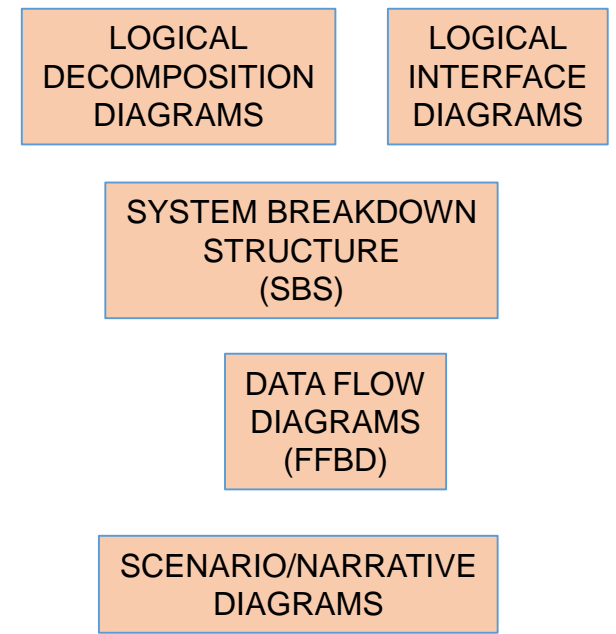 LOGICAL
DECOMPOSITION
DIAGRAMS
LOGICAL
INTERFACE
DIAGRAMS
SYSTEM BREAKDOWN
STRUCTURE
(SBS)
DATA FLOW
DIAGRAMS
(FFBD)
SCENARIO/NARRATIVE
DIAGRAMS